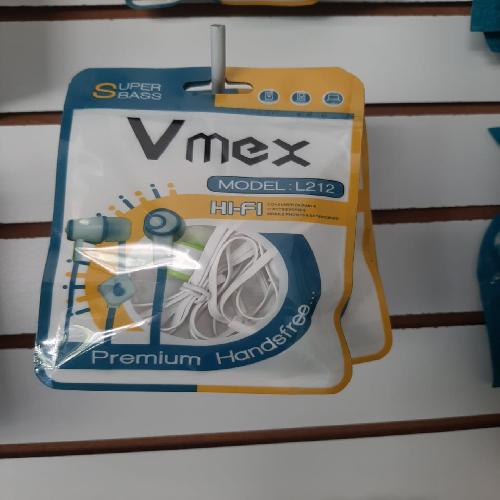 SUPER
BASS
Vmex
MODEL: L212
HI-FI
Premium Handsfree...